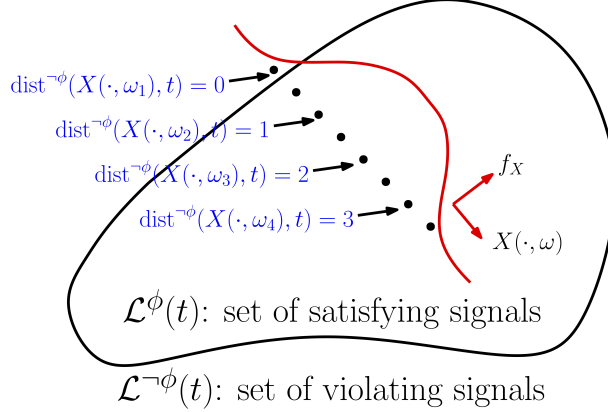 dist^{¬ϕ}(X(·, ω₁), t) = 0
dist^{¬ϕ}(X(·, ω₂), t) = 1
dist^{¬ϕ}(X(·, ω₃), t) = 2
f_X
dist^{¬ϕ}(X(·, ω₄), t) = 3
X(·, ω)
𝓛^ϕ(t): set of satisfying signals
𝓛^{¬ϕ}(t): set of violating signals